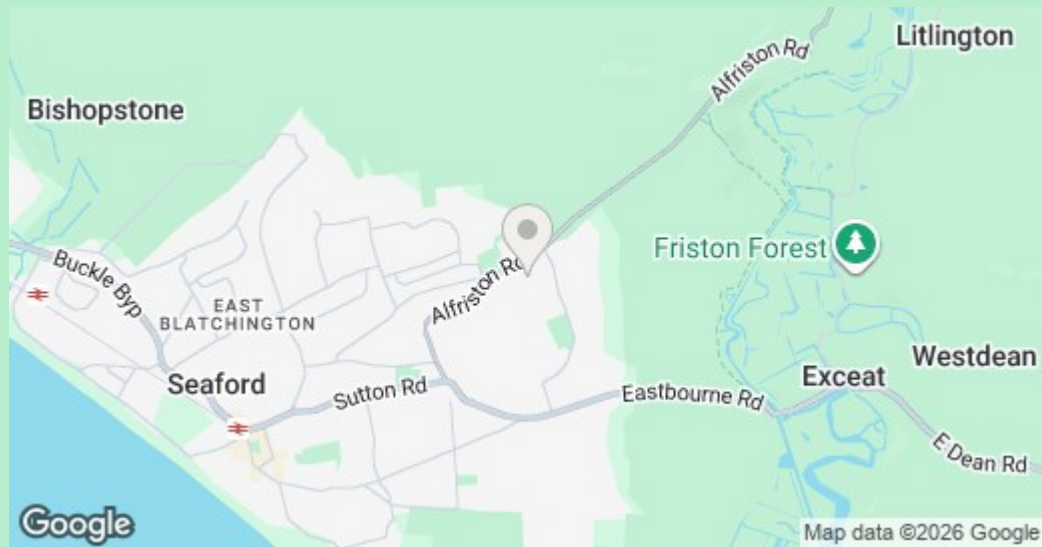 Litlington
Alfriston Rd
Bishopstone
Friston Forest
Buckle Byp
Alfriston Rd
EAST
BLATCHINGTON
Westdean
Exceat
Seaford
Sutton Rd
Eastbourne Rd
E Dean Rd
Google
Map data ©2026 Google